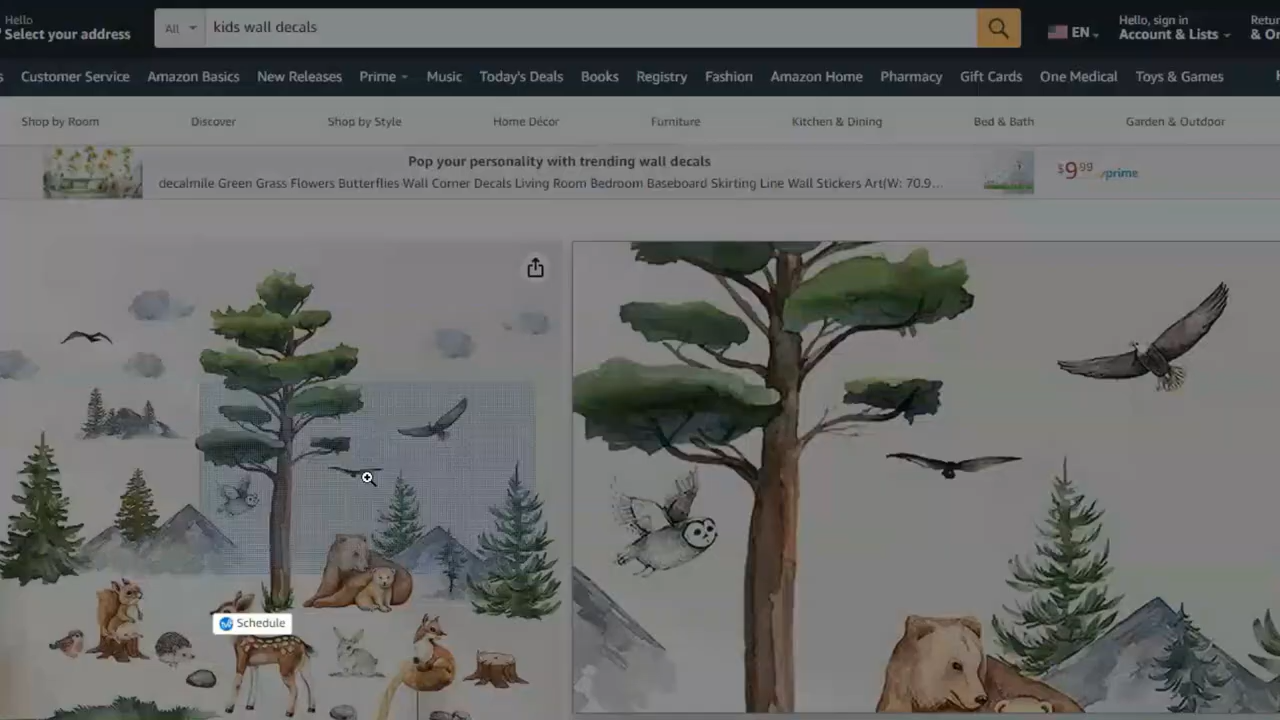 Hello
Select your address
All
kids wall decals
EN
Hello, sign in
Account & Lists
& Or
Customer Service
Amazon Basics
New Releases
Prime
Music
Today's Deals
Books
Registry
Fashion
Amazon Home
Pharmacy
Gift Cards
One Medical
Toys & Games
Shop by Room
Discover
Shop by Style
Home Décor
Furniture
Kitchen & Dining
Bed & Bath
Garden & Outdoor
Pop your personality with trending wall decals
decalmile Green Grass Flowers Butterflies Wall Corner Decals Living Room Bedroom Baseboard Skirting Line Wall Stickers Art(W: 70.9...
$9 99 /prime
Schedule